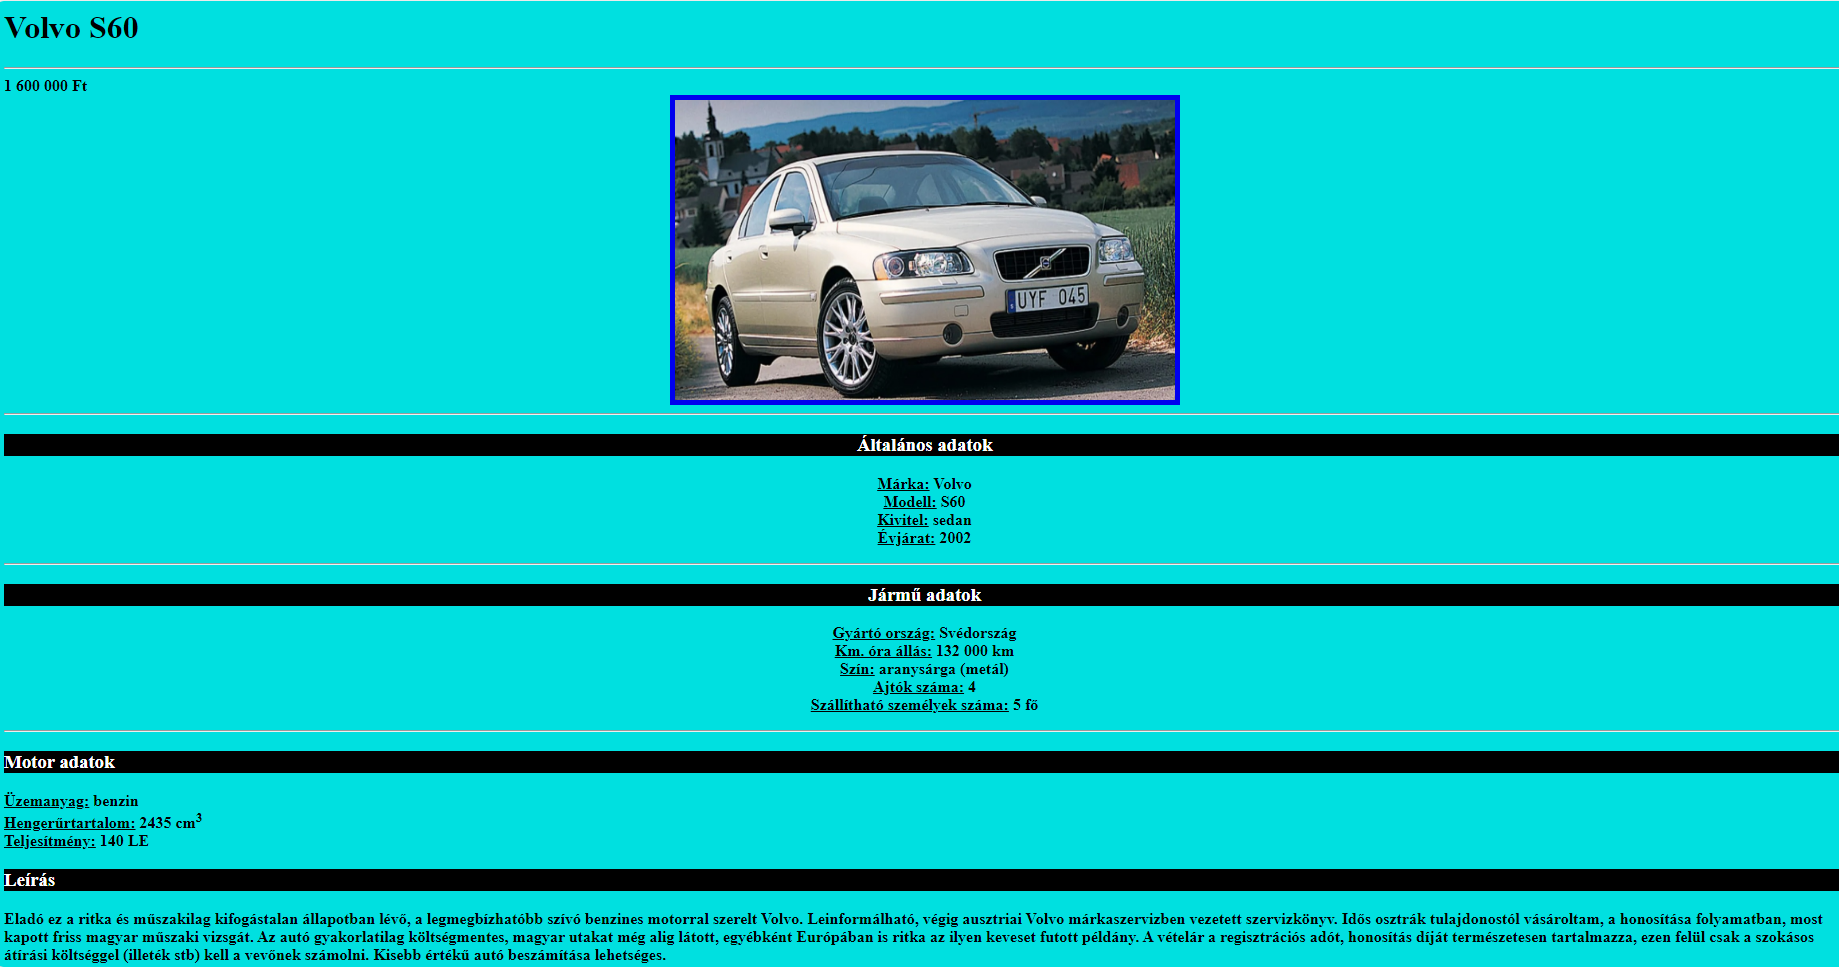 Volvo S60
1 600 000 Ft
UYF 045
Általános adatok
Márka: Volvo
Modell: S60
Kivitel: sedan
Évjárat: 2002
Jármű adatok
Gyártó ország: Svédország
Km. óra állás: 132 000 km
Szín: aranysárga (metál)
Ajtók száma: 4
Szállítható személyek száma: 5 fő
Motor adatok
Üzemanyag: benzin
Hengerűrtartalom: 2435 cm³
Teljesítmény: 140 LE
Leírás
Eladó ez a ritka és műszakilag kifogástalan állapotban lévő, a legmegbízhatóbb szívó benzines motorral szerelt Volvo. Leinformálható, végig ausztriai Volvo márkaszervizben vezetett szervizkönyv. Idős osztrák tulajdonostól vásároltam, a honosítása folyamatban, most
kapott friss magyar műszaki vizsgát. Az autó gyakorlatilag költségmentes, magyar utakat még alig látott, egyébként Európában is ritka az ilyen keveset futott példány. A vételár a regisztrációs adót, honosítás díját természetesen tartalmazza, ezen felül csak a szokásos
átírási költséggel (illeték stb) kell a vevőnek számolni. Kisebb értékű autó beszámítása lehetséges.